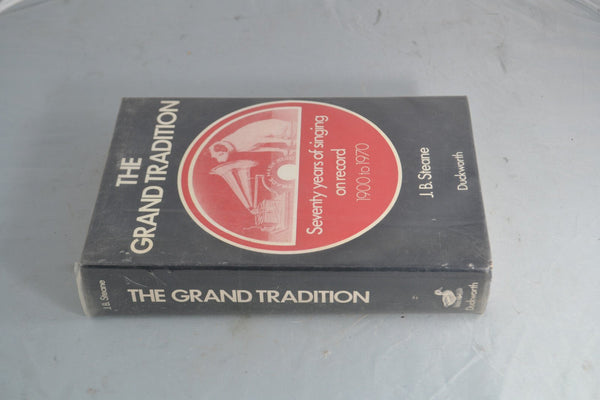 THE
GRAND TRADITION
Seventy years of singing
on record
1900 to 1970
J. B. Steane
Duckworth
J. B. Steane
THE GRAND TRADITION
Duckworth